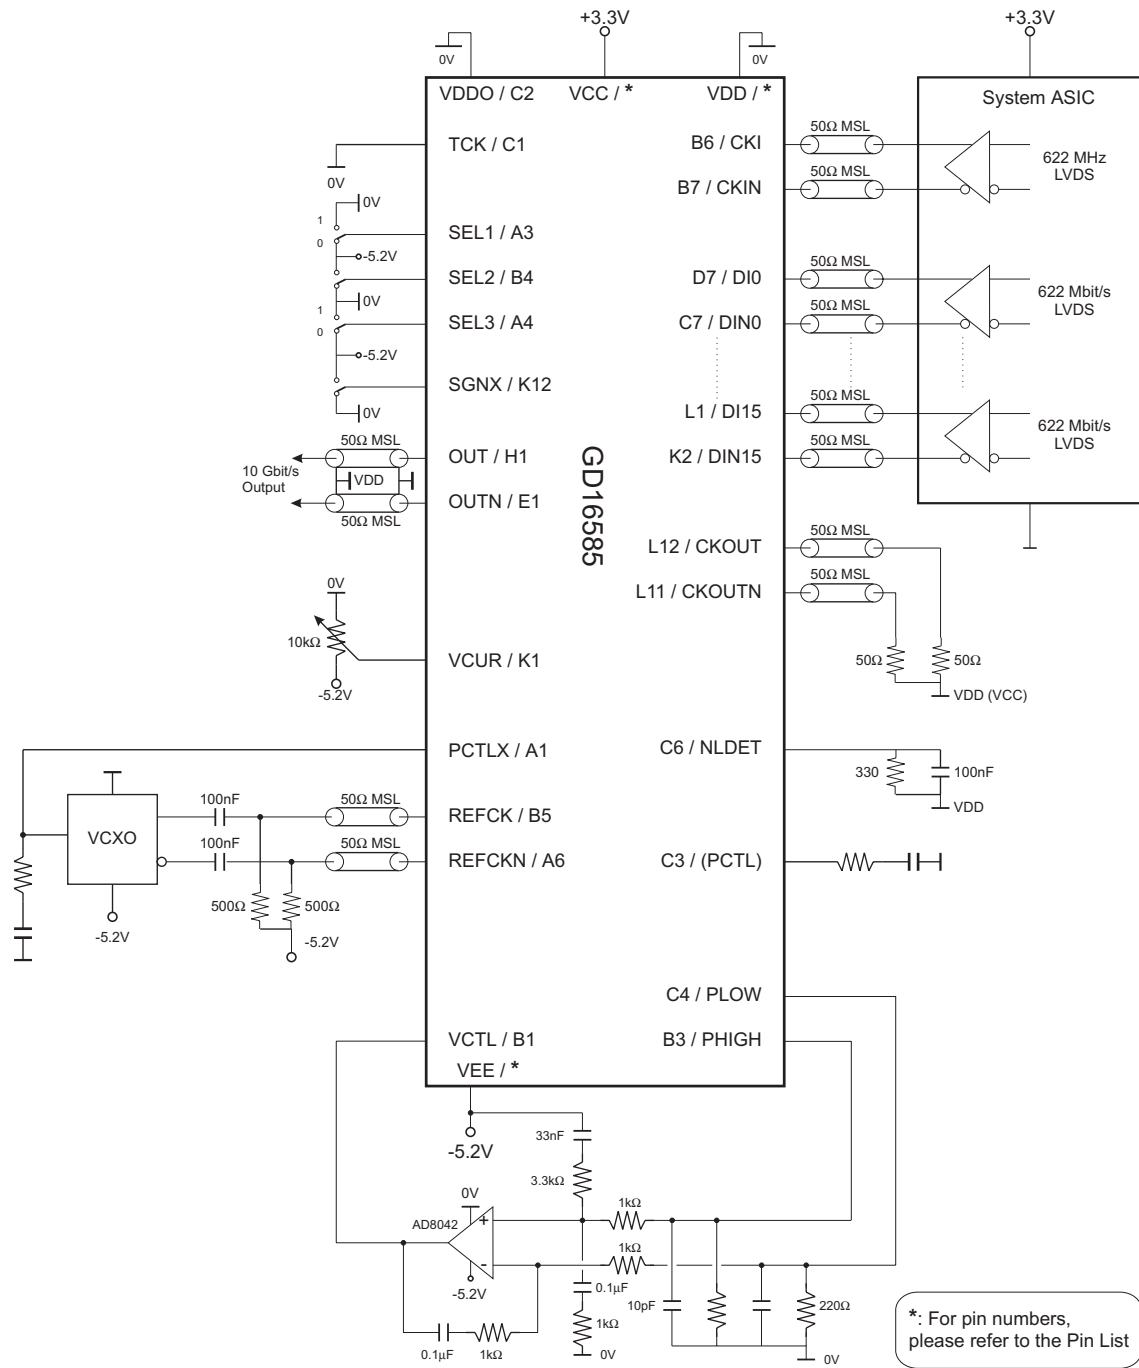 +3.3V
+3.3V
0V
0V
VDDO / C2
VCC / *
VDD / *
System ASIC
TCK / C1
0V
B6 / CKI
50Ω MSL
B7 / CKIN
50Ω MSL
622 MHz
LVDS
0V
1
0
SEL1 / A3
-5.2V
SEL2 / B4
0V
1
0
SEL3 / A4
-5.2V
SGNX / K12
0V
D7 / DI0
50Ω MSL
C7 / DIN0
50Ω MSL
622 Mbit/s
LVDS
L1 / DI15
50Ω MSL
K2 / DIN15
50Ω MSL
622 Mbit/s
LVDS
50Ω MSL
OUT / H1
10 Gbit/s
Output
VDD
OUTN / E1
50Ω MSL
GD16585
L12 / CKOUT
50Ω MSL
L11 / CKOUTN
50Ω MSL
50Ω
50Ω
VDD (VCC)
0V
10kΩ
VCUR / K1
-5.2V
PCTLX / A1
C6 / NLDET
330
100nF
VDD
VCXO
100nF
50Ω MSL
REFCK / B5
100nF
50Ω MSL
REFCKN / A6
C3 / (PCTL)
500Ω
500Ω
-5.2V
-5.2V
C4 / PLOW
VCTL / B1
B3 / PHIGH
VEE / *
-5.2V
33nF
3.3kΩ
0V
AD8042
+
-
-5.2V
1kΩ
1kΩ
0.1µF
1kΩ
0V
0.1µF
1kΩ
10pF
220Ω
0V
*: For pin numbers,
please refer to the Pin List